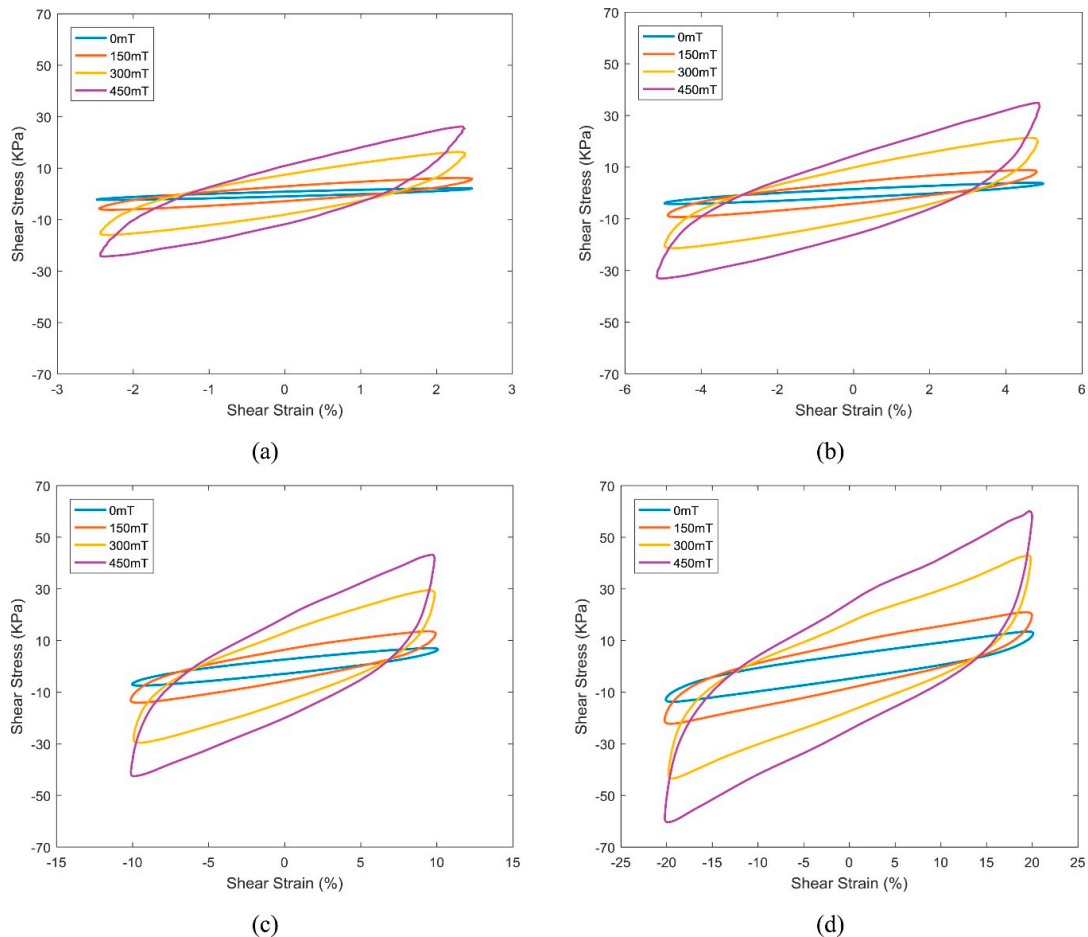 70
50
30
10
-10
-30
-50
-70
Shear Stress (KPa)
0mT
150mT
300mT
450mT
-3 -2 -1 0 1 2 3
Shear Strain (%)
(a)
70
50
30
10
-10
-30
-50
-70
Shear Stress (KPa)
0mT
150mT
300mT
450mT
-6 -4 -2 0 2 4 6
Shear Strain (%)
(b)
70
50
30
10
-10
-30
-50
-70
Shear Stress (KPa)
0mT
150mT
300mT
450mT
-15 -10 -5 0 5 10 15
Shear Strain (%)
(c)
70
50
30
10
-10
-30
-50
-70
Shear Stress (KPa)
0mT
150mT
300mT
450mT
-25 -20 -15 -10 -5 0 5 10 15 20 25
Shear Strain (%)
(d)